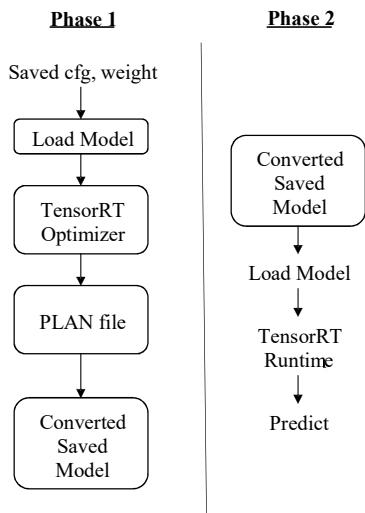 Phase 1
Saved cfg, weight
Load Model
TensorRT
Optimizer
PLAN file
Converted
Saved
Model
Phase 2
Converted
Saved
Model
Load Model
TensorRT
Runtime
Predict